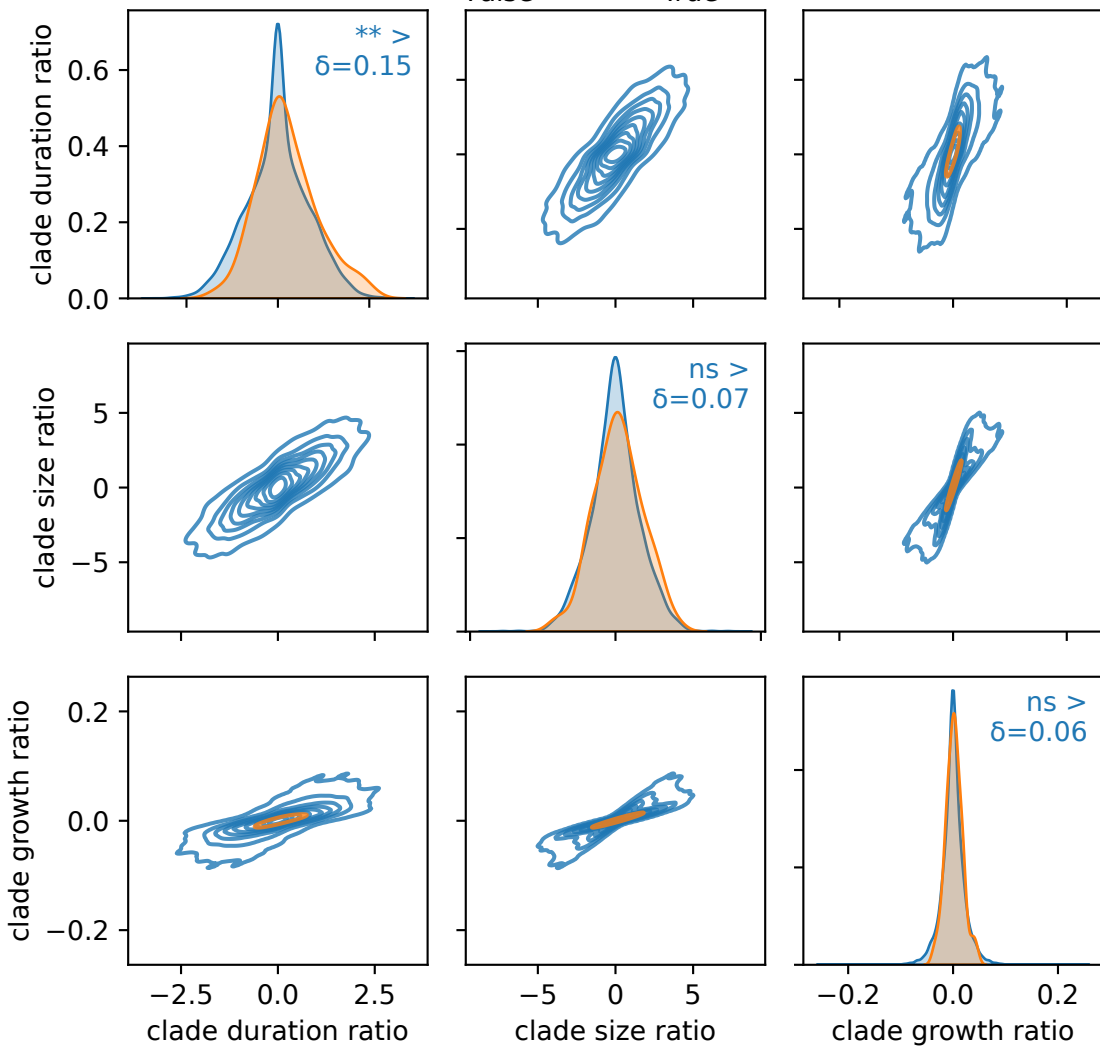 clade duration ratio
0.6
0.4
0.2
0.0
** >
δ=0.15
clade size ratio
5
0
−5
ns >
δ=0.07
clade growth ratio
0.2
0.0
−0.2
ns >
δ=0.06
−2.5 0.0 2.5
−5 0 5
−0.2 0.0 0.2
clade duration ratio
clade size ratio
clade growth ratio